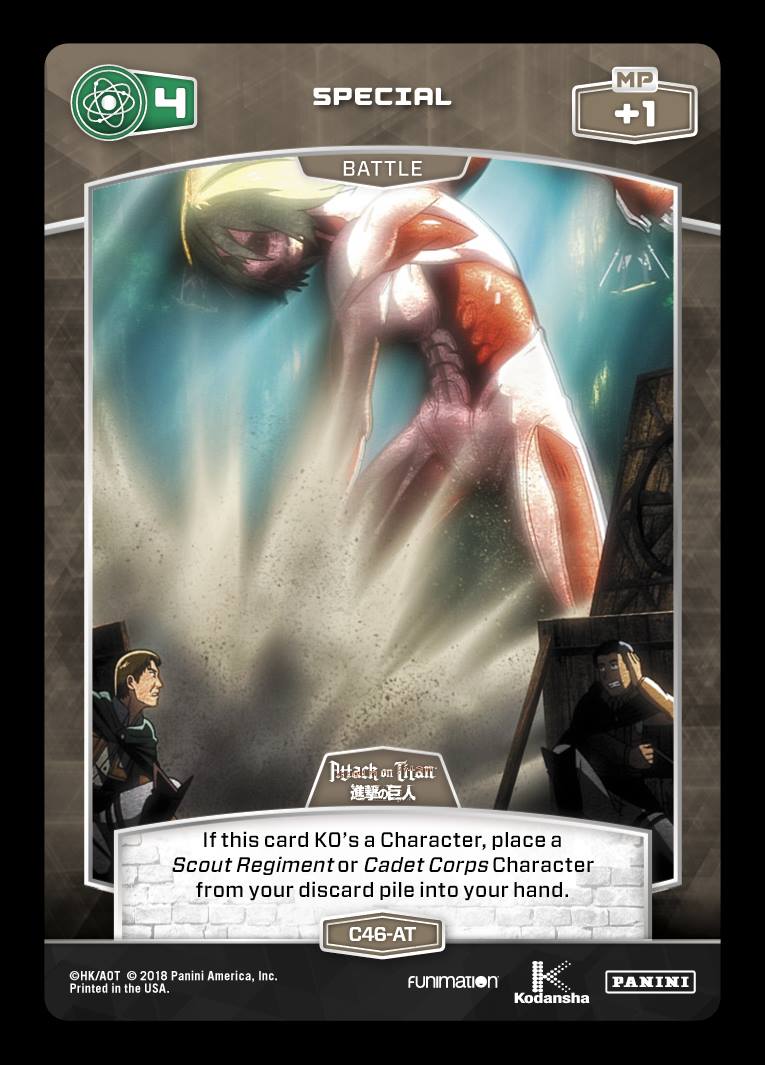 4
SPECIAL
MP
+1
BATTLE
Attack on Titan
進撃の巨人
If this card KO's a Character, place a
Scout Regiment or Cadet Corps Character
from your discard pile into your hand.
C46-AT
©HK/AOT © 2018 Panini America, Inc.
Printed in the USA.
FUNIMATION
Kodansha
PANINI